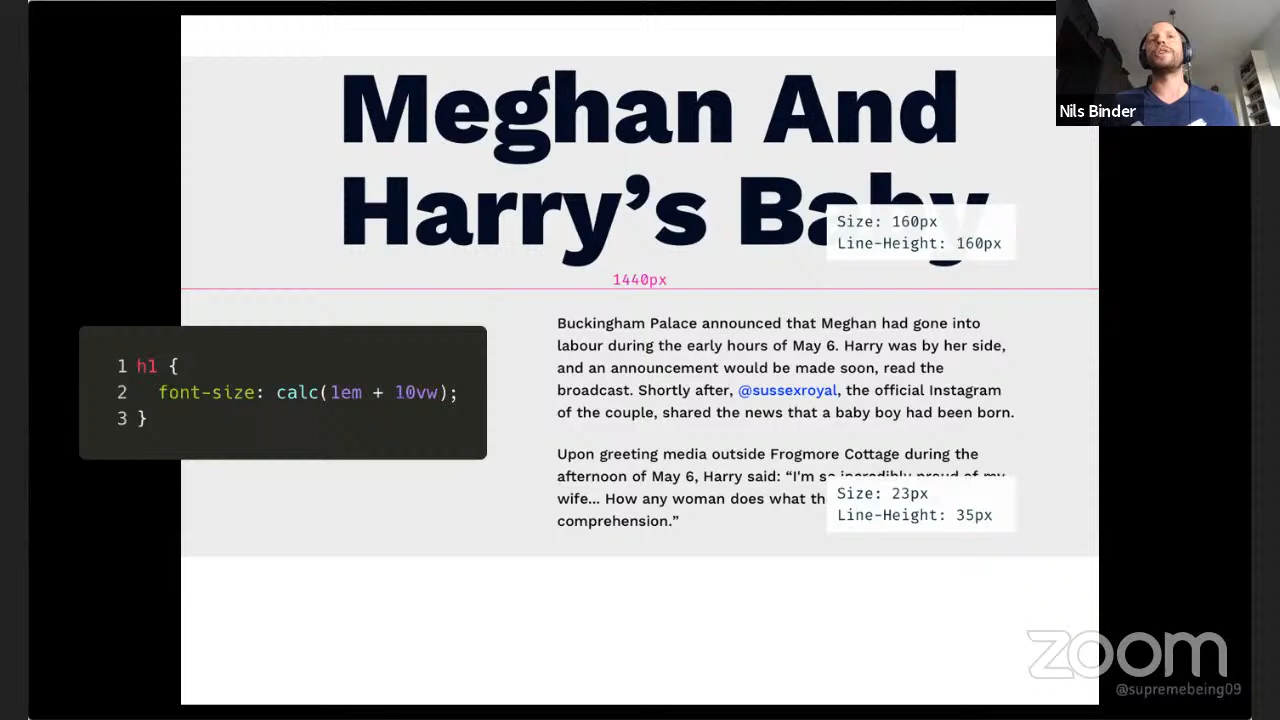 Meghan And
Harry’s Baby
Size: 160px
Line-Height: 160px
1440px
Buckingham Palace announced that Meghan had gone into
labour during the early hours of May 6. Harry was by her side,
and an announcement would be made soon, read the
broadcast. Shortly after, @sussexroyal, the official Instagram
of the couple, shared the news that a baby boy had been born.
Upon greeting media outside Frogmore Cottage during the
afternoon of May 6, Harry said: “I'm so incredibly proud of my
wife... How any woman does what th
comprehension.”
Size: 23px
Line-Height: 35px
1 h1 {
2 font-size: calc(1em + 10vw);
3 }
Nils Binder
zoom
@supremebeing09